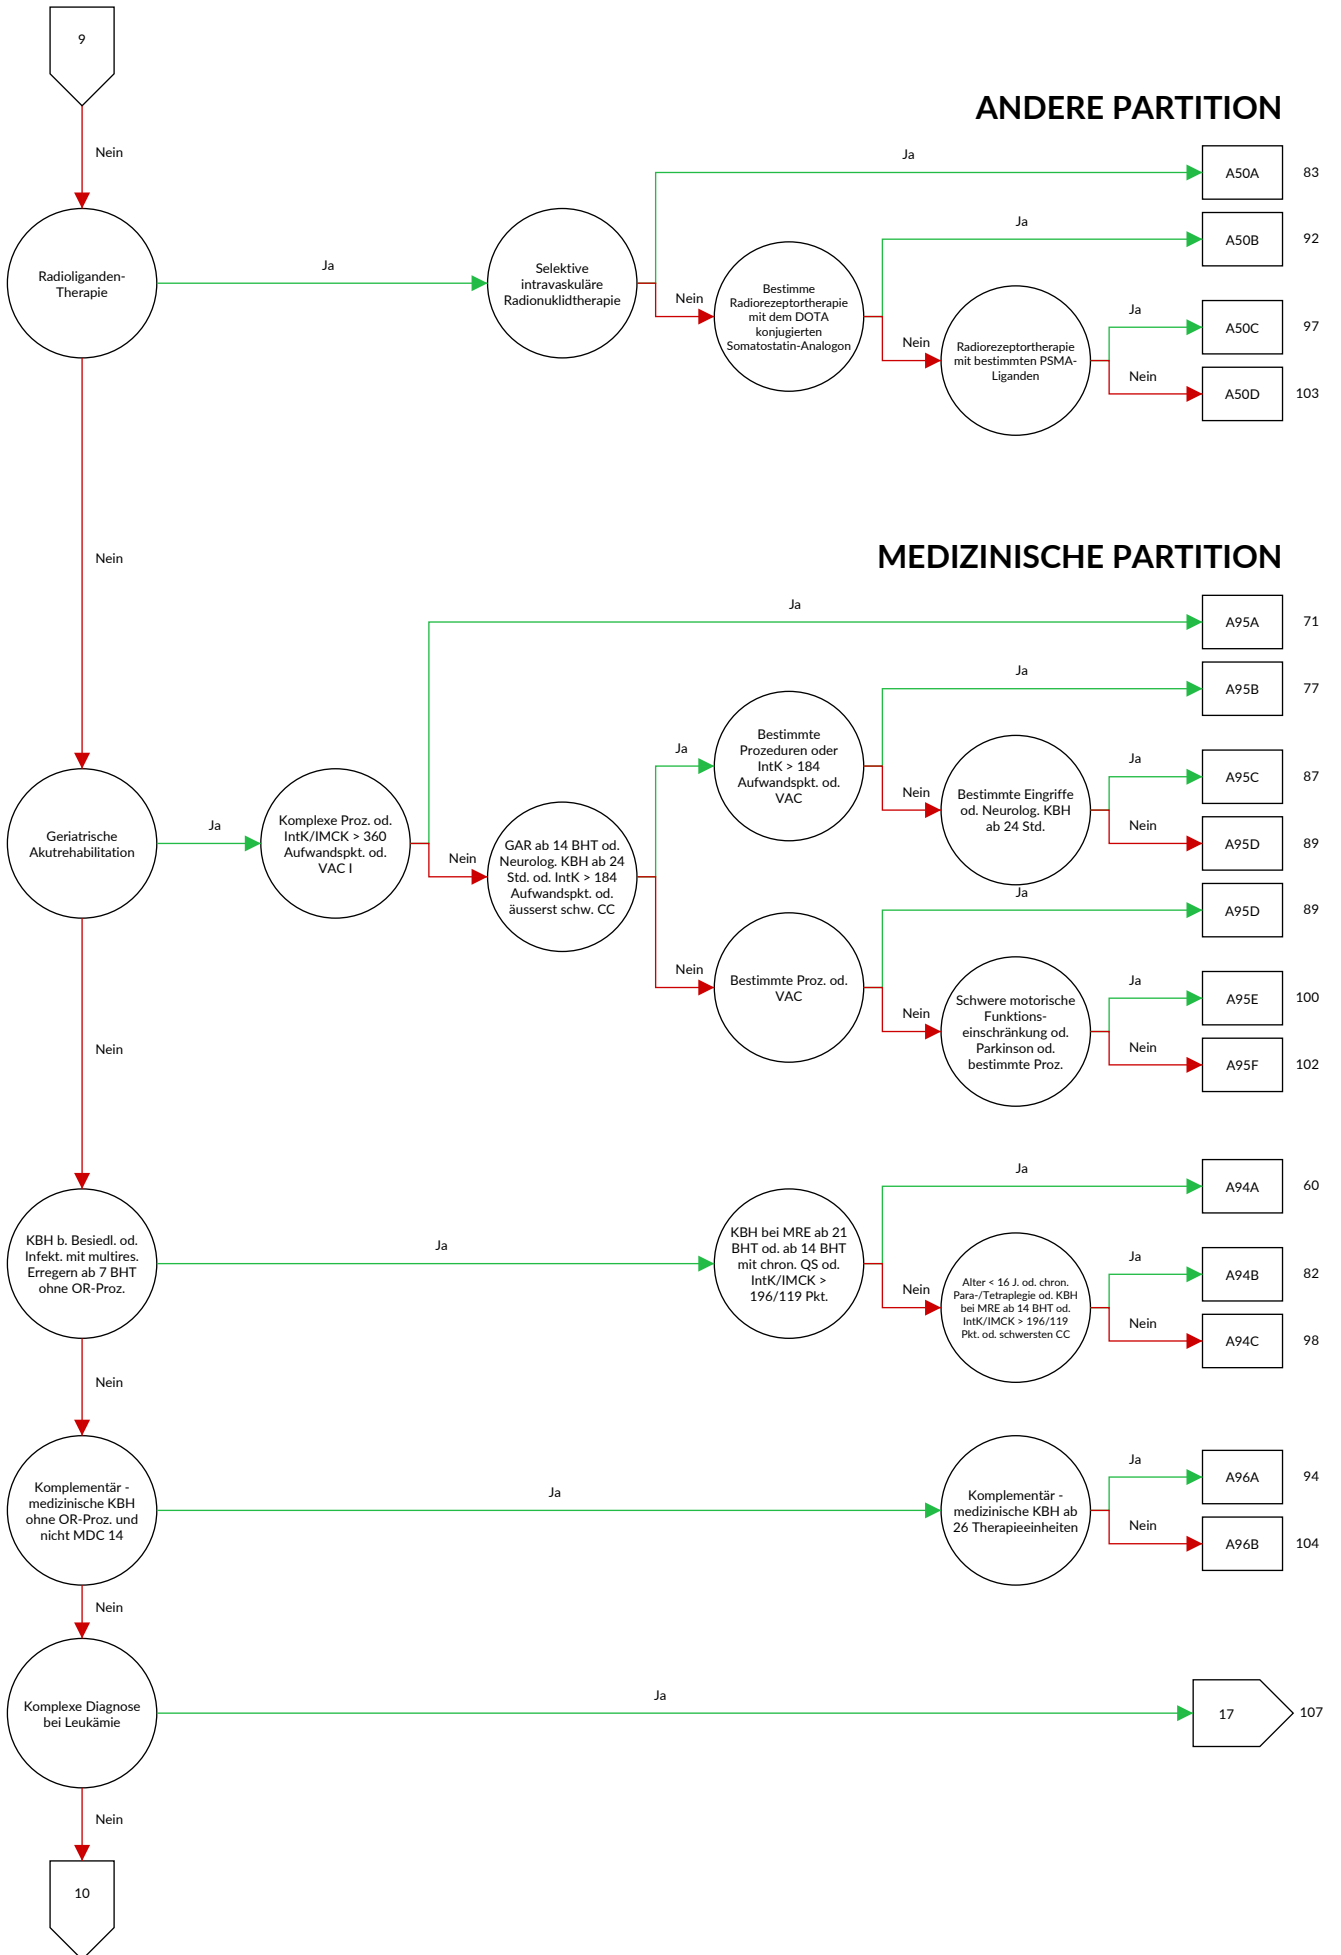 9
Nein
ANDERE PARTITION
Radioliganden-
Therapie
Ja
Selektive
intravaskuläre
Radionuklidtherapie
Ja
A50A
83
Nein
Bestimme
Radiorezeptortherapie
mit dem DOTA
konjugierten
Somatostatin-Analogon
Ja
A50B
92
Nein
Radiorezeptortherapie
mit bestimmten PSMA-
Liganden
Ja
A50C
97
Nein
A50D
103
Nein
MEDIZINISCHE PARTITION
Geriatrische
Akutrehabilitation
Ja
Komplexe Proz. od.
IntK/IMCK > 360
Aufwandspkt. od.
VAC I
Ja
A95A
71
Nein
GAR ab 14 BHT od.
Neurolog. KBH ab 24
Std. od. IntK > 184
Aufwandspkt. od.
äusserst schw. CC
Ja
Bestimmte
Prozeduren oder
IntK > 184
Aufwandspkt. od.
VAC
Ja
A95B
77
Nein
Bestimmte Eingriffe
od. Neurolog. KBH
ab 24 Std.
Ja
A95C
87
Nein
A95D
89
Nein
Bestimmte Proz. od.
VAC
Ja
A95D
89
Nein
Schwere motorische
Funktions-
einschränkung od.
Parkinson od.
bestimmte Proz.
Ja
A95E
100
Nein
A95F
102
Nein
KBH b. Besiedl. od.
Infekt. mit multires.
Erregern ab 7 BHT
ohne OR-Proz.
Ja
KBH bei MRE ab 21
BHT od. ab 14 BHT
mit chron. QS od.
IntK/IMCK >
196/119 Pkt.
Ja
A94A
60
Nein
Alter < 16 J. od. chron.
Para-/Tetraplegie od. KBH
bei MRE ab 14 BHT od.
IntK/IMCK > 196/119
Pkt. od. schwersten CC
Ja
A94B
82
Nein
A94C
98
Nein
Komplementär -
medizinische KBH
ohne OR-Proz. und
nicht MDC 14
Ja
Komplementär -
medizinische KBH ab
26 Therapieeinheiten
Ja
A96A
94
Nein
A96B
104
Nein
Komplexe Diagnose
bei Leukämie
Ja
17
107
Nein
10